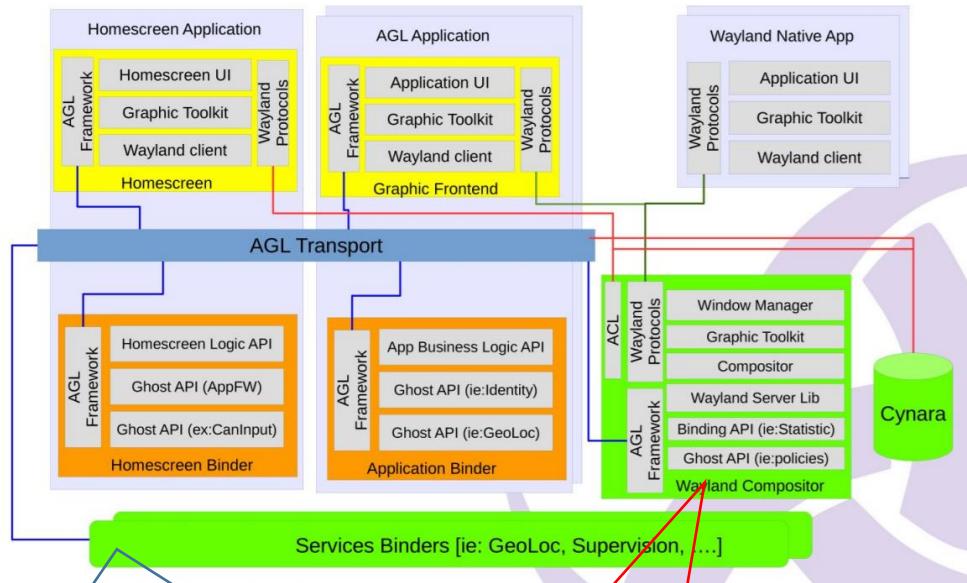 Homescreen Application
AGL
Framework
Homescreen UI
Graphic Toolkit
Wayland client
Wayland
Protocols
Homescreen
AGL Application
AGL
Framework
Application UI
Graphic Toolkit
Wayland client
Wayland
Protocols
Graphic Frontend
Wayland Native App
Wayland
Protocols
Application UI
Graphic Toolkit
Wayland client
AGL Transport
AGL
Framework
Homescreen Logic API
Ghost API (AppFW)
Ghost API (ex:CanInput)
Homescreen Binder
AGL
Framework
App Business Logic API
Ghost API (ie:Identity)
Ghost API (ie:GeoLoc)
Application Binder
ACL
Wayland
Protocols
Window Manager
Graphic Toolkit
Compositor
AGL
Framework
Wayland Server Lib
Binding API (ie:Statistic)
Ghost API (ie:policies)
Wayland Compositor
Cynara
Services Binders [ie: GeoLoc, Supervision, ….]